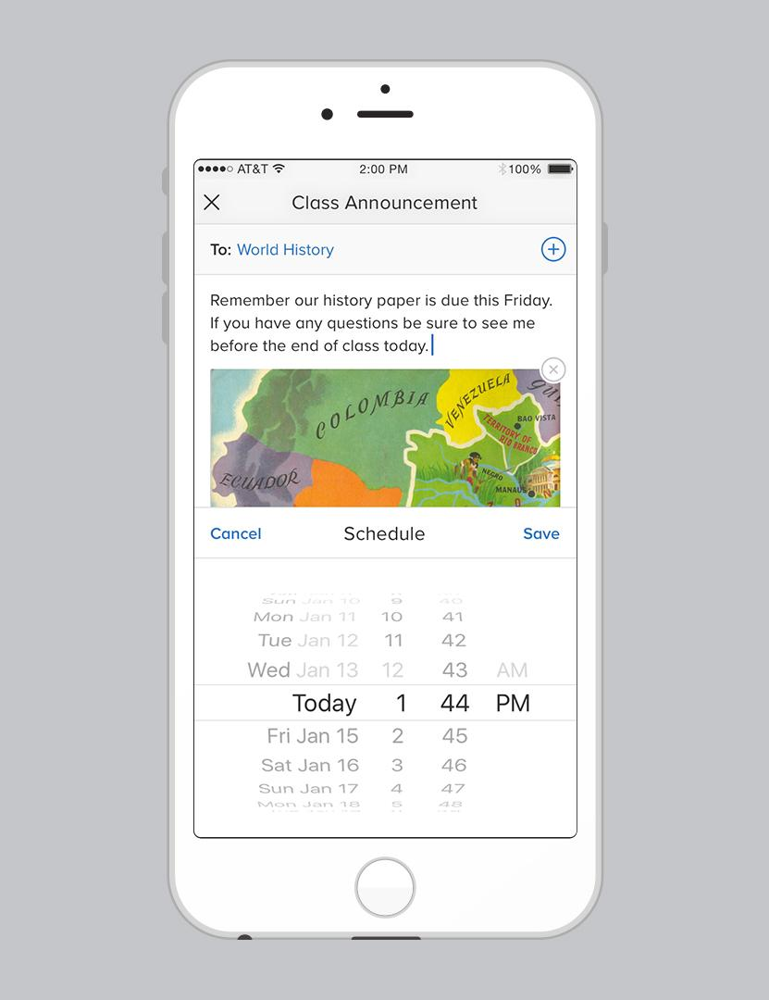 AT&T 2:00 PM 100%
Class Announcement
To: World History
Remember our history paper is due this Friday.
If you have any questions be sure to see me
before the end of class today.
COLOMBIA
VENEZUELA
BAO VISTA
TERRITORY OF
RIO BRANCO
ECUADOR
NEGRO
MANAUS
Cancel Schedule Save
Sun Jan 10 9 40
Mon Jan 11 10 41
Tue Jan 12 11 42
Wed Jan 13 12 43 AM
Today 1 44 PM
Fri Jan 15 2 45
Sat Jan 16 3 46
Sun Jan 17 4 47
Mon Jan 18 5 48